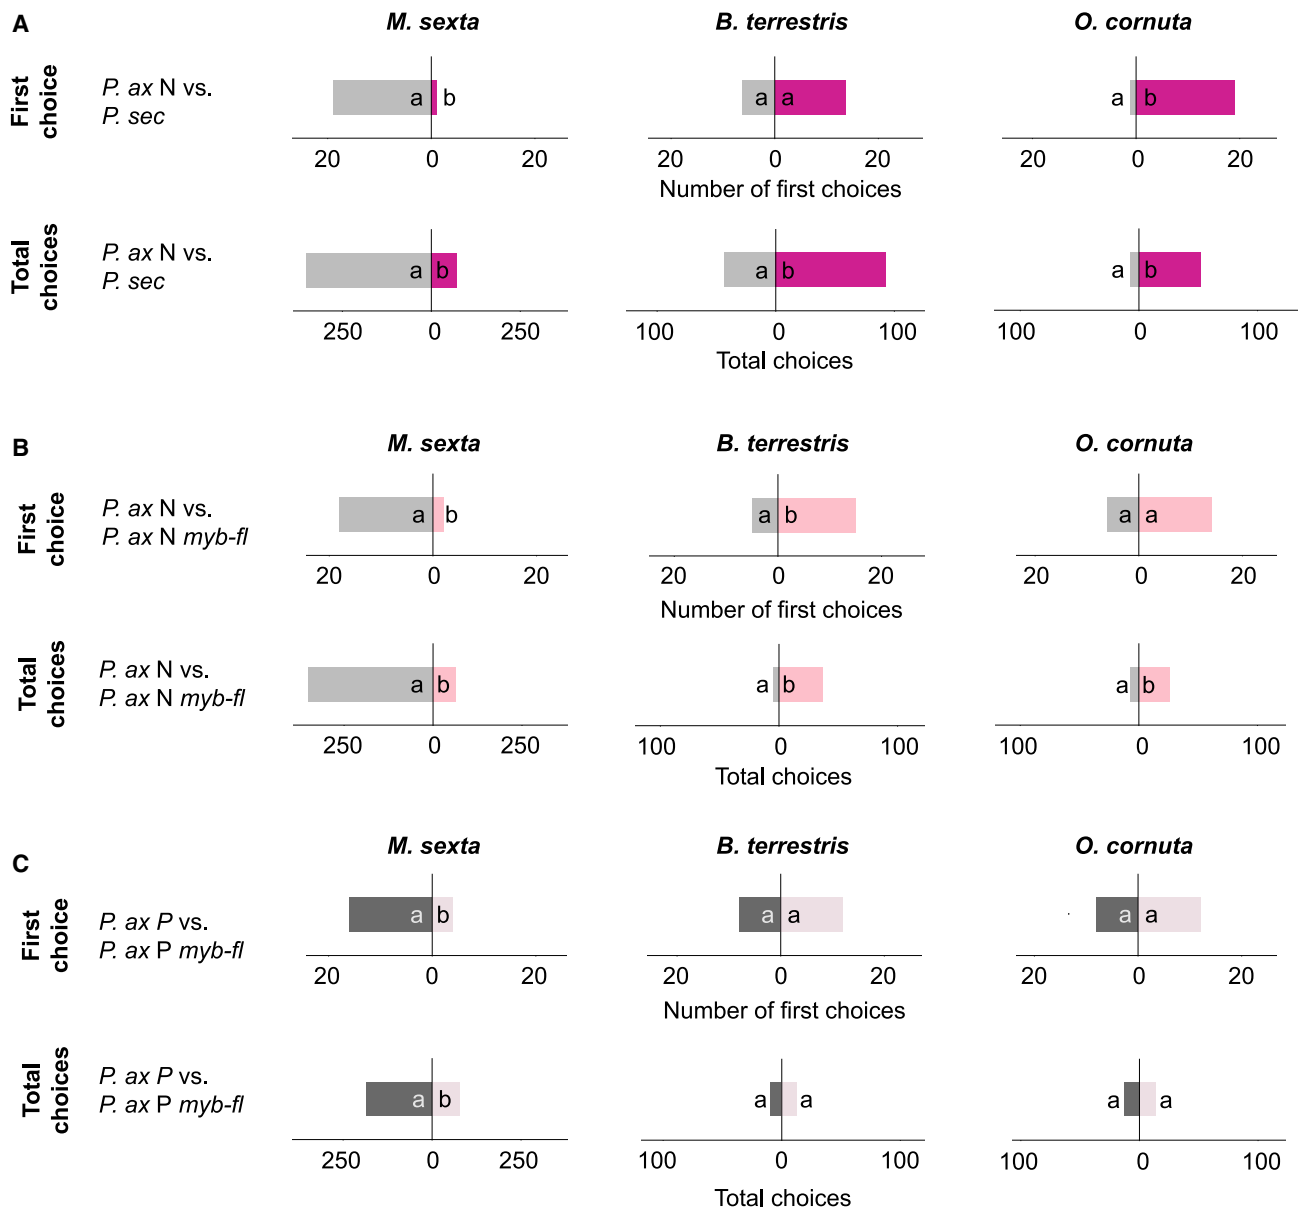 A
M. sexta B. terrestris O. cornuta
First choice
P. ax N vs.
P. sec
a b a a a b
20 0 20 20 0 20 20 0 20
Number of first choices
Total choices
P. ax N vs.
P. sec
a b a b a b
250 0 250 100 0 100 100 0 100
Total choices
B
M. sexta B. terrestris O. cornuta
First choice
P. ax N vs.
P. ax N myb-fl
a b a b a a
20 0 20 20 0 20 20 0 20
Number of first choices
Total choices
P. ax N vs.
P. ax N myb-fl
a b a b a b
250 0 250 100 0 100 100 0 100
Total choices
C
M. sexta B. terrestris O. cornuta
First choice
P. ax P vs.
P. ax P myb-fl
a b a a a a
20 0 20 20 0 20 20 0 20
Number of first choices
Total choices
P. ax P vs.
P. ax P myb-fl
a b a a a a
250 0 250 100 0 100 100 0 100
Total choices